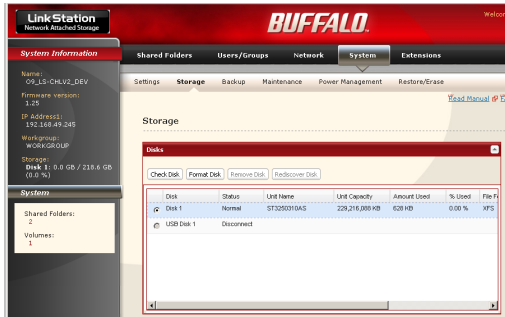 LinkStation
Network Attached Storage
BUFFALO
Welcom
System Information
Shared Folders Users/Groups Network System Extensions
Settings Storage Backup Maintenance Power Management Restore/Erase
Name:
O9_LS-CHLV2_DEV
Firmware version:
1.25
IP Address1:
192.168.49.245
Workgroup:
WORKGROUP
Storage:
Disk 1: 0.0 GB / 218.6 GB
(0.0 %)
Read Manual
Storage
Disks
Check Disk Format Disk Remove Disk Rediscover Disk
Disk Status Unit Name Unit Capacity Amount Used % Used File F
Disk 1 Normal ST3250310AS 229,216,088 KB 628 KB 0.00 % XFS
USB Disk 1 Disconnect
System
Shared Folders:
2
Volumes:
1